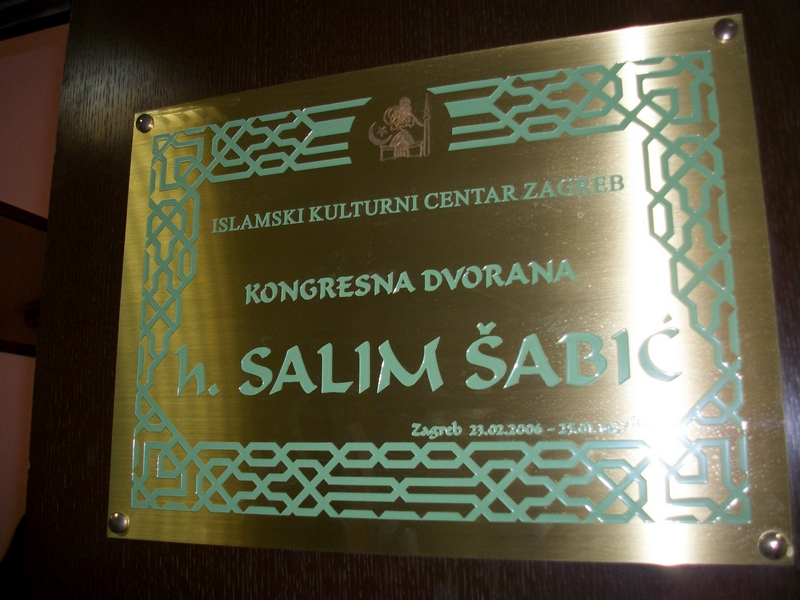 ISLAMSKI KULTURNI CENTAR ZAGREB
KONGRESNA DVORANA
h. SALIM ŠABIĆ
Zagreb 23.02.2006 -